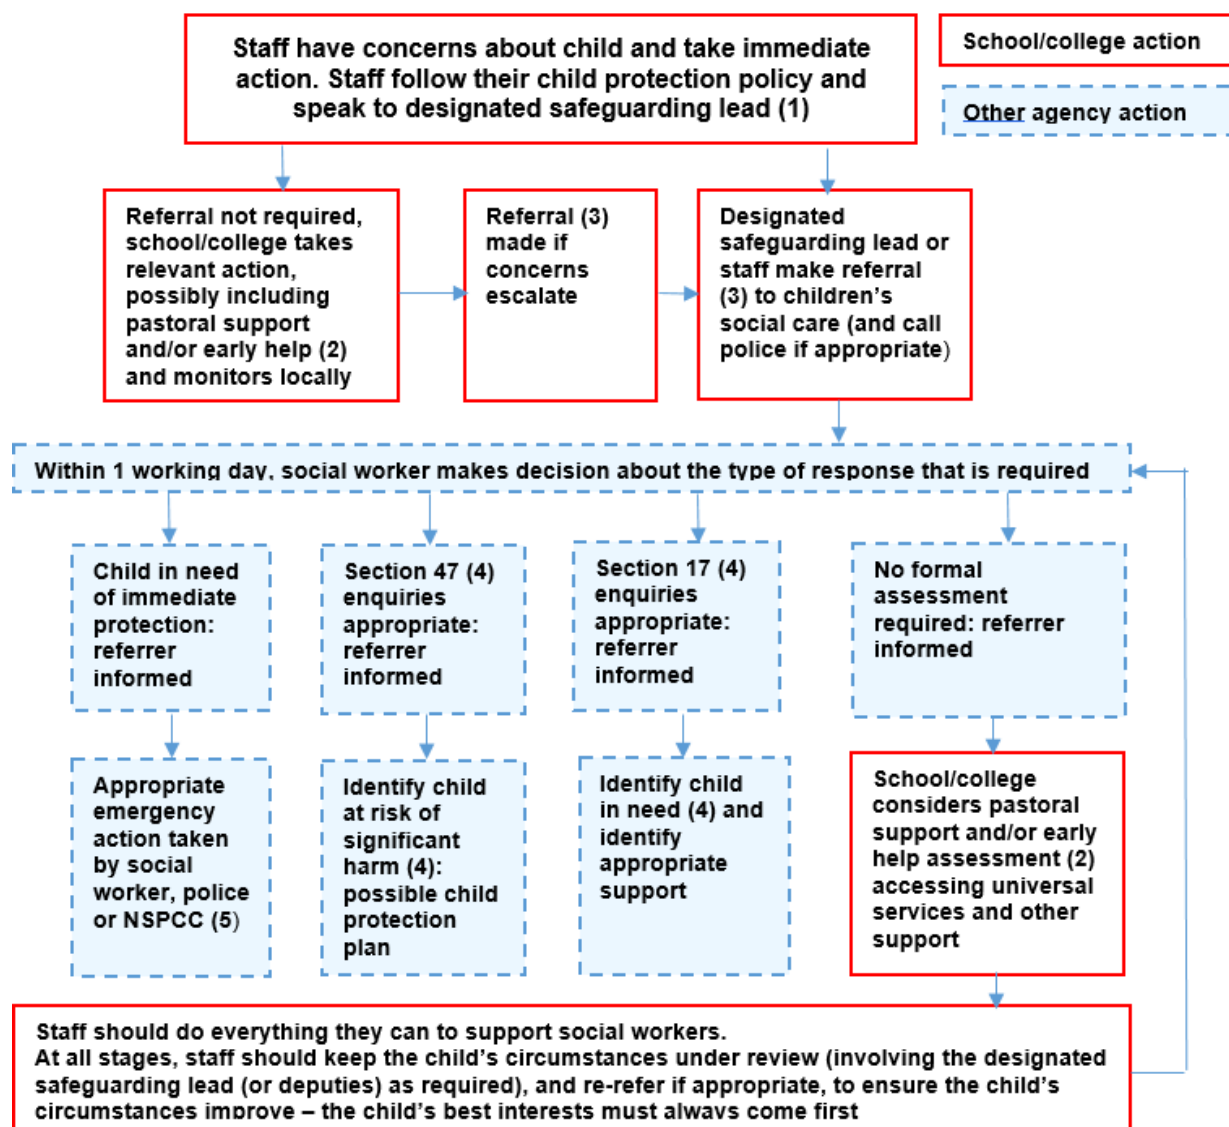 Staff have concerns about child and take immediate
action. Staff follow their child protection policy and
speak to designated safeguarding lead (1)
School/college action
Other agency action
Referral not required,
school/college takes
relevant action,
possibly including
pastoral support
and/or early help (2)
and monitors locally
Referral (3)
made if
concerns
escalate
Designated
safeguarding lead or
staff make referral
(3) to children’s
social care (and call
police if appropriate)
Within 1 working day, social worker makes decision about the type of response that is required
Child in need
of immediate
protection:
referrer
informed
Section 47 (4)
enquiries
appropriate:
referrer
informed
Section 17 (4)
enquiries
appropriate:
referrer
informed
No formal
assessment
required: referrer
informed
Appropriate
emergency
action taken
by social
worker, police
or NSPCC (5)
Identify child
at risk of
significant
harm (4):
possible child
protection
plan
Identify child
in need (4) and
identify
appropriate
support
School/college
considers pastoral
support and/or early
help assessment (2)
accessing universal
services and other
support
Staff should do everything they can to support social workers.
At all stages, staff should keep the child’s circumstances under review (involving the designated
safeguarding lead (or deputies) as required), and re-refer if appropriate, to ensure the child’s
circumstances improve – the child’s best interests must always come first